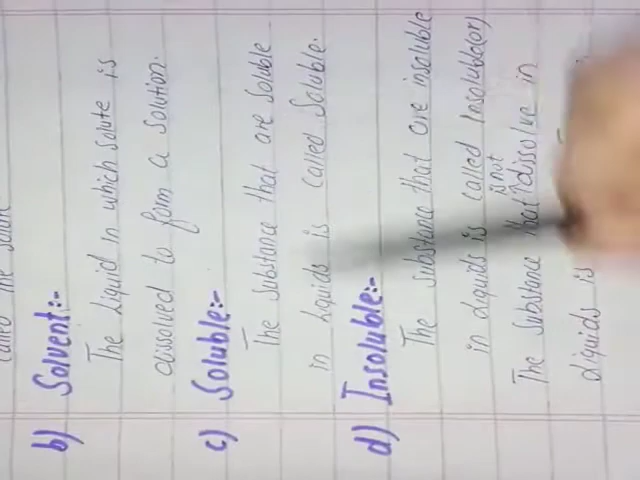 called the solute
b) Solvent:-
The Liquid in which solute is
dissolved to form a solution.
c) Soluble:-
The Substance that are Soluble
in Liquids is called Soluble.
d) Insoluble:-
The Substance that are insoluble
in Liquids is called Insoluble(or)
The Substance that not dissolve in
Liquids is